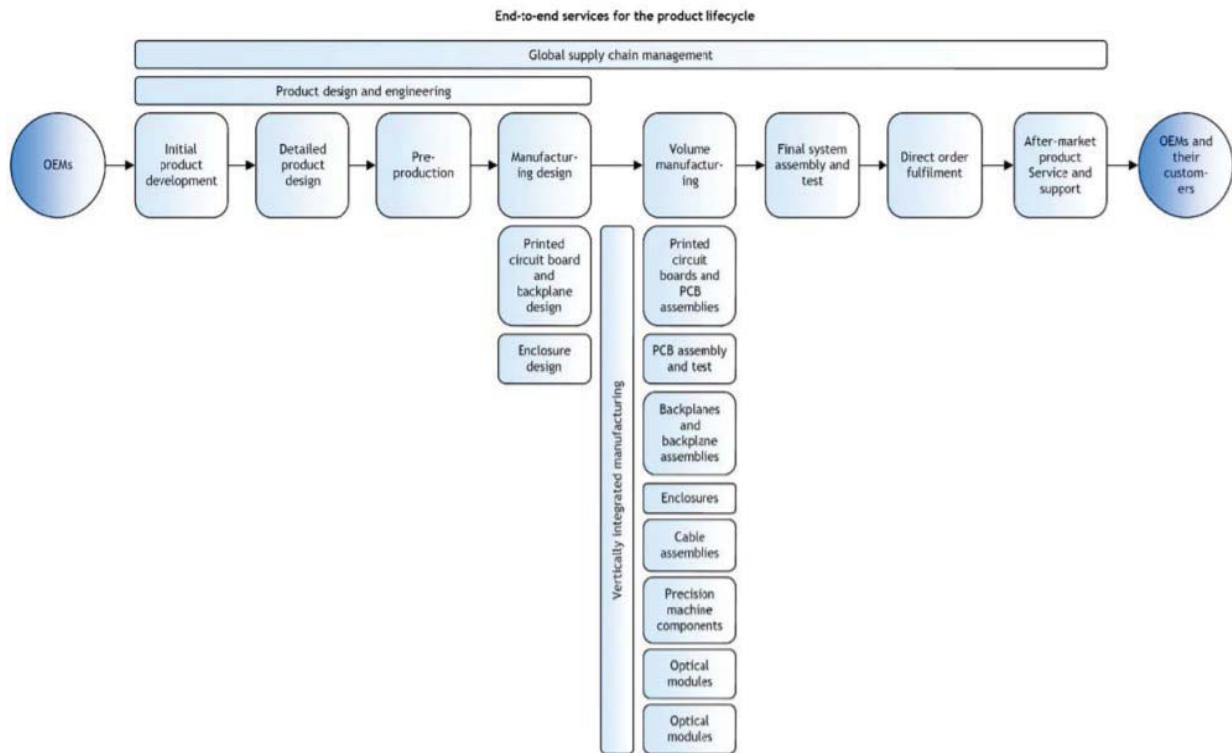 End-to-end services for the product lifecycle
Global supply chain management
Product design and engineering
OEMs
Initial
product
development
Detailed
product
design
Pre-
production
Manufactur-
ing design
Volume
manufactur-
ing
Final system
assembly and
test
Direct order
fulfilment
After-market
product
Service and
support
OEMs and
their
custom-
ers
Printed
circuit board
and
backplane
design
Enclosure
design
Vertically integrated manufacturing
Printed
circuit
boards and
PCB
assemblies
PCB assembly
and test
Backplanes
and
backplane
assemblies
Enclosures
Cable
assemblies
Precision
machine
components
Optical
modules
Optical
modules